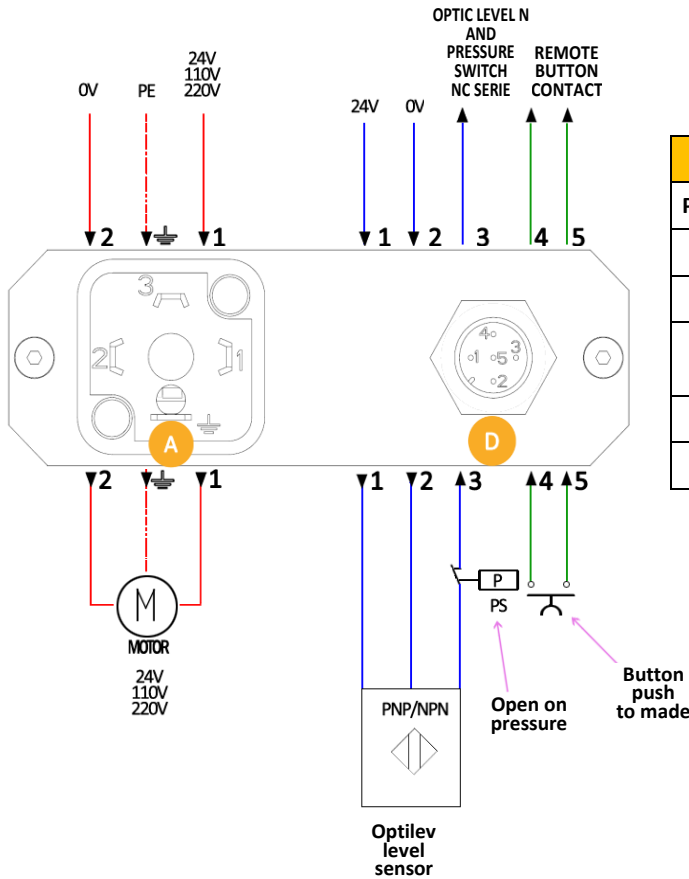 OPTIC LEVEL N
AND
PRESSURE
SWITCH
NC SERIE
REMOTE
BUTTON
CONTACT
0V
PE
24V
110V
220V
24V
0V
2
1
1
2
3
4
5
3
2
1
4
1
5
3
2
A
D
2
1
1
2
3
4
5
M
MOTOR
24V
110V
220V
P
PS
PNP/NPN
Open on
pressure
Button
push
to made
Optilev
level
sensor